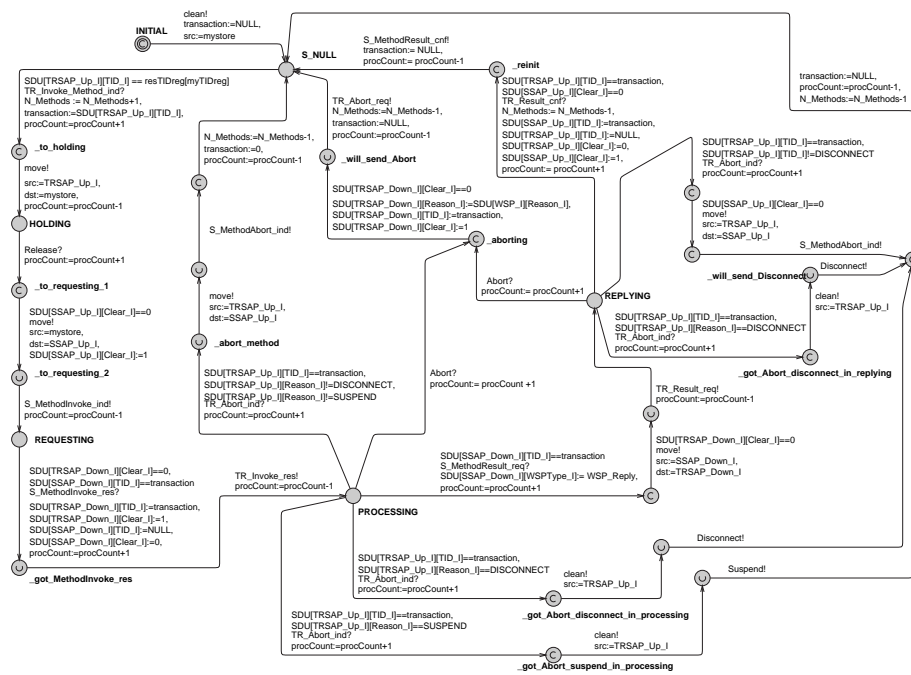 INITIAL
clean!
transaction:=NULL,
src:=mystore
S_NULL
S_MethodResult_cnf!
transaction:= NULL,
procCount:= procCount-1
_reinit
transaction:=NULL,
procCount:=procCount-1,
N_Methods:=N_Methods-1
SDU[TRSAP_Up_I][TID_I] == resTIDreg[myTIDreg]
TR_Invoke_Method_ind?
N_Methods := N_Methods+1,
transaction:=SDU[TRSAP_Up_I][TID_I],
procCount:=procCount+1
_to_holding
move!
src:=TRSAP_Up_I,
dst:=mystore,
procCount:=procCount-1
HOLDING
Release?
procCount:=procCount+1
_to_requesting_1
SDU[SSAP_Up_I][Clear_I]==0
move!
src:=mystore,
dst:=SSAP_Up_I,
SDU[SSAP_Up_I][Clear_I]:=1
_to_requesting_2
S_MethodInvoke_ind!
procCount:=procCount-1
REQUESTING
SDU[TRSAP_Down_I][Clear_I]==0,
SDU[SSAP_Down_I][TID_I]==transaction
S_MethodInvoke_res?
SDU[TRSAP_Down_I][TID_I]:=transaction,
SDU[TRSAP_Down_I][Clear_I]:=1,
SDU[SSAP_Down_I][TID_I]:=NULL,
SDU[SSAP_Down_I][Clear_I]:=0,
procCount:=procCount+1
_got_MethodInvoke_res
TR_Invoke_res!
procCount:=procCount-1
N_Methods:=N_Methods-1,
transaction:=0,
procCount:=procCount-1
S_MethodAbort_ind!
move!
src:=TRSAP_Up_I,
dst:=SSAP_Up_I
_abort_method
SDU[TRSAP_Up_I][TID_I]==transaction,
SDU[TRSAP_Up_I][Reason_I]!=DISCONNECT,
SDU[TRSAP_Up_I][Reason_I]!=SUSPEND
TR_Abort_ind?
procCount:=procCount+1
TR_Abort_req!
N_Methods:=N_Methods-1,
transaction:=NULL,
procCount:=procCount-1
_will_send_Abort
SDU[TRSAP_Down_I][Clear_I]==0
SDU[TRSAP_Down_I][Reason_I]:=SDU[WSP_I][Reason_I],
SDU[TRSAP_Down_I][TID_I]:=transaction,
SDU[TRSAP_Down_I][Clear_I]:=1
_aborting
Abort?
procCount:= procCount+1
Abort?
procCount:= procCount +1
SDU[TRSAP_Up_I][TID_I]==transaction,
SDU[SSAP_Up_I][Clear_I]==0
TR_Result_cnf?
N_Methods:= N_Methods-1,
SDU[SSAP_Up_I][TID_I]:=transaction,
SDU[TRSAP_Up_I][TID_I]:=NULL,
SDU[TRSAP_Up_I][Clear_I]:=0,
SDU[SSAP_Up_I][Clear_I]:=1,
procCount:= procCount+1
REPLYING
SDU[TRSAP_Up_I][TID_I]==transaction,
SDU[TRSAP_Up_I][TID_I]!=DISCONNECT
TR_Abort_ind?
procCount:=procCount+1
SDU[SSAP_Up_I][Clear_I]==0
move!
src:=TRSAP_Up_I,
dst:=SSAP_Up_I
S_MethodAbort_ind!
_will_send_Disconnect
Disconnect!
clean!
src:=TRSAP_Up_I
SDU[TRSAP_Up_I][TID_I]==transaction,
SDU[TRSAP_Up_I][Reason_I]==DISCONNECT
TR_Abort_ind?
procCount:=procCount+1
_got_Abort_disconnect_in_replying
TR_Result_req!
procCount:=procCount-1
SDU[TRSAP_Down_I][Clear_I]==0
move!
src:=SSAP_Down_I,
dst:=TRSAP_Down_I
SDU[SSAP_Down_I][TID_I]==transaction
S_MethodResult_req?
SDU[SSAP_Down_I][WSPType_I]:= WSP_Reply,
procCount:=procCount+1
PROCESSING
SDU[TRSAP_Up_I][TID_I]==transaction,
SDU[TRSAP_Up_I][Reason_I]==DISCONNECT
TR_Abort_ind?
procCount:=procCount+1
clean!
src:=TRSAP_Up_I
Disconnect!
_got_Abort_disconnect_in_processing
Suspend!
SDU[TRSAP_Up_I][TID_I]==transaction,
SDU[TRSAP_Up_I][Reason_I]==SUSPEND
TR_Abort_ind?
procCount:=procCount+1
clean!
src:=TRSAP_Up_I
_got_Abort_suspend_in_processing